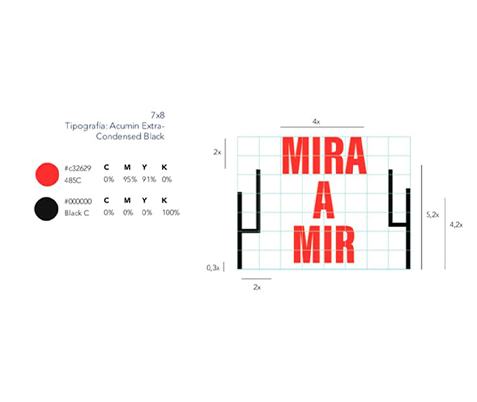 7x8
Tipografía: Acumin Extra-
Condensed Black
#c32629 C M Y K
485C 0% 95% 91% 0%
#000000 C M Y K
Black C 0% 0% 0% 100%
4x
2x
MIRA
A
MIR
5,2x
4,2x
0,3x
2x